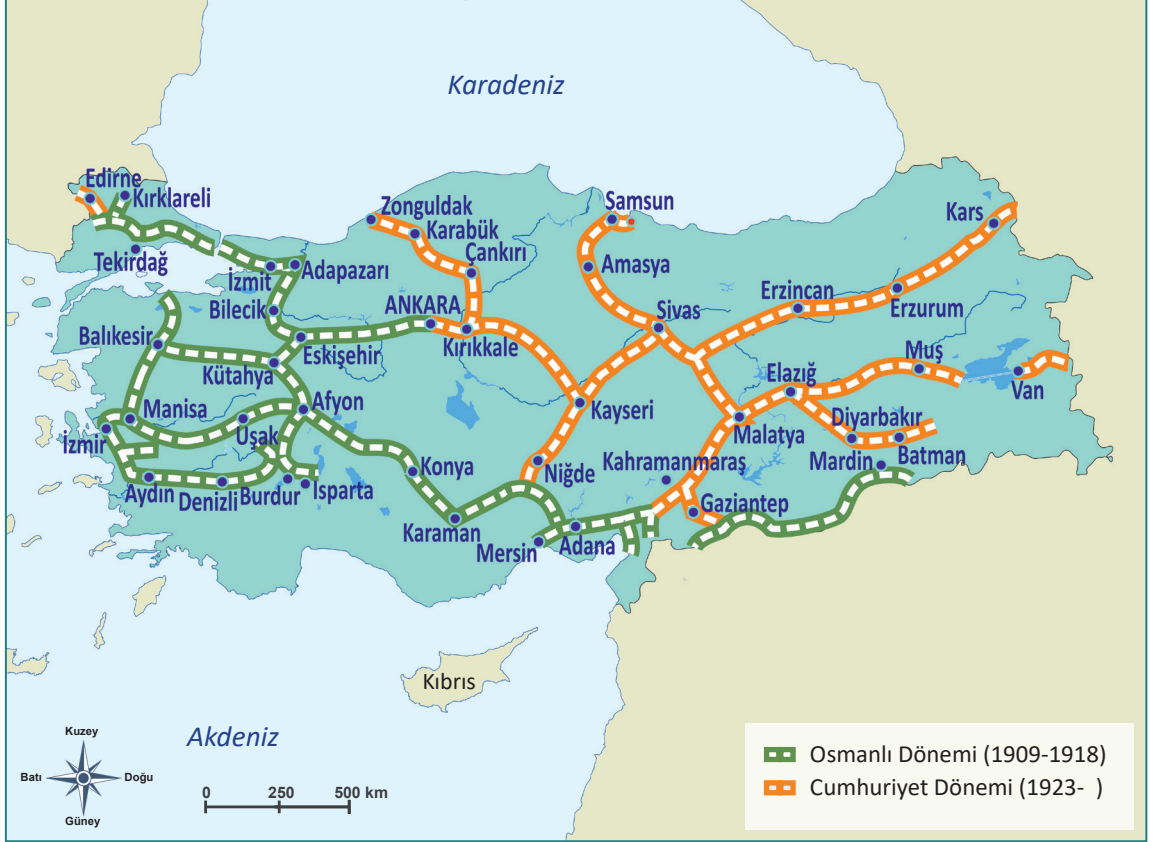 Karadeniz
Edirne
Kırklareli
Tekirdağ
İzmit
Adapazarı
Bilecik
Zonguldak
Karabük
Çankırı
Samsun
Amasya
Kars
Erzincan
Erzurum
ANKARA
Kırıkkale
Sivas
Balıkesir
Eskişehir
Kütahya
Muş
Elazığ
Van
Manisa
Afyon
Kayseri
Malatya
Diyarbakır
İzmir
Uşak
Konya
Niğde
Kahramanmaraş
Mardin
Batman
Aydın
Denizli
Burdur
Isparta
Gaziantep
Karaman
Mersin
Adana
Kıbrıs
Akdeniz
Kuzey
Batı
Doğu
Güney
0 250 500 km
Osmanlı Dönemi (1909-1918)
Cumhuriyet Dönemi (1923- )